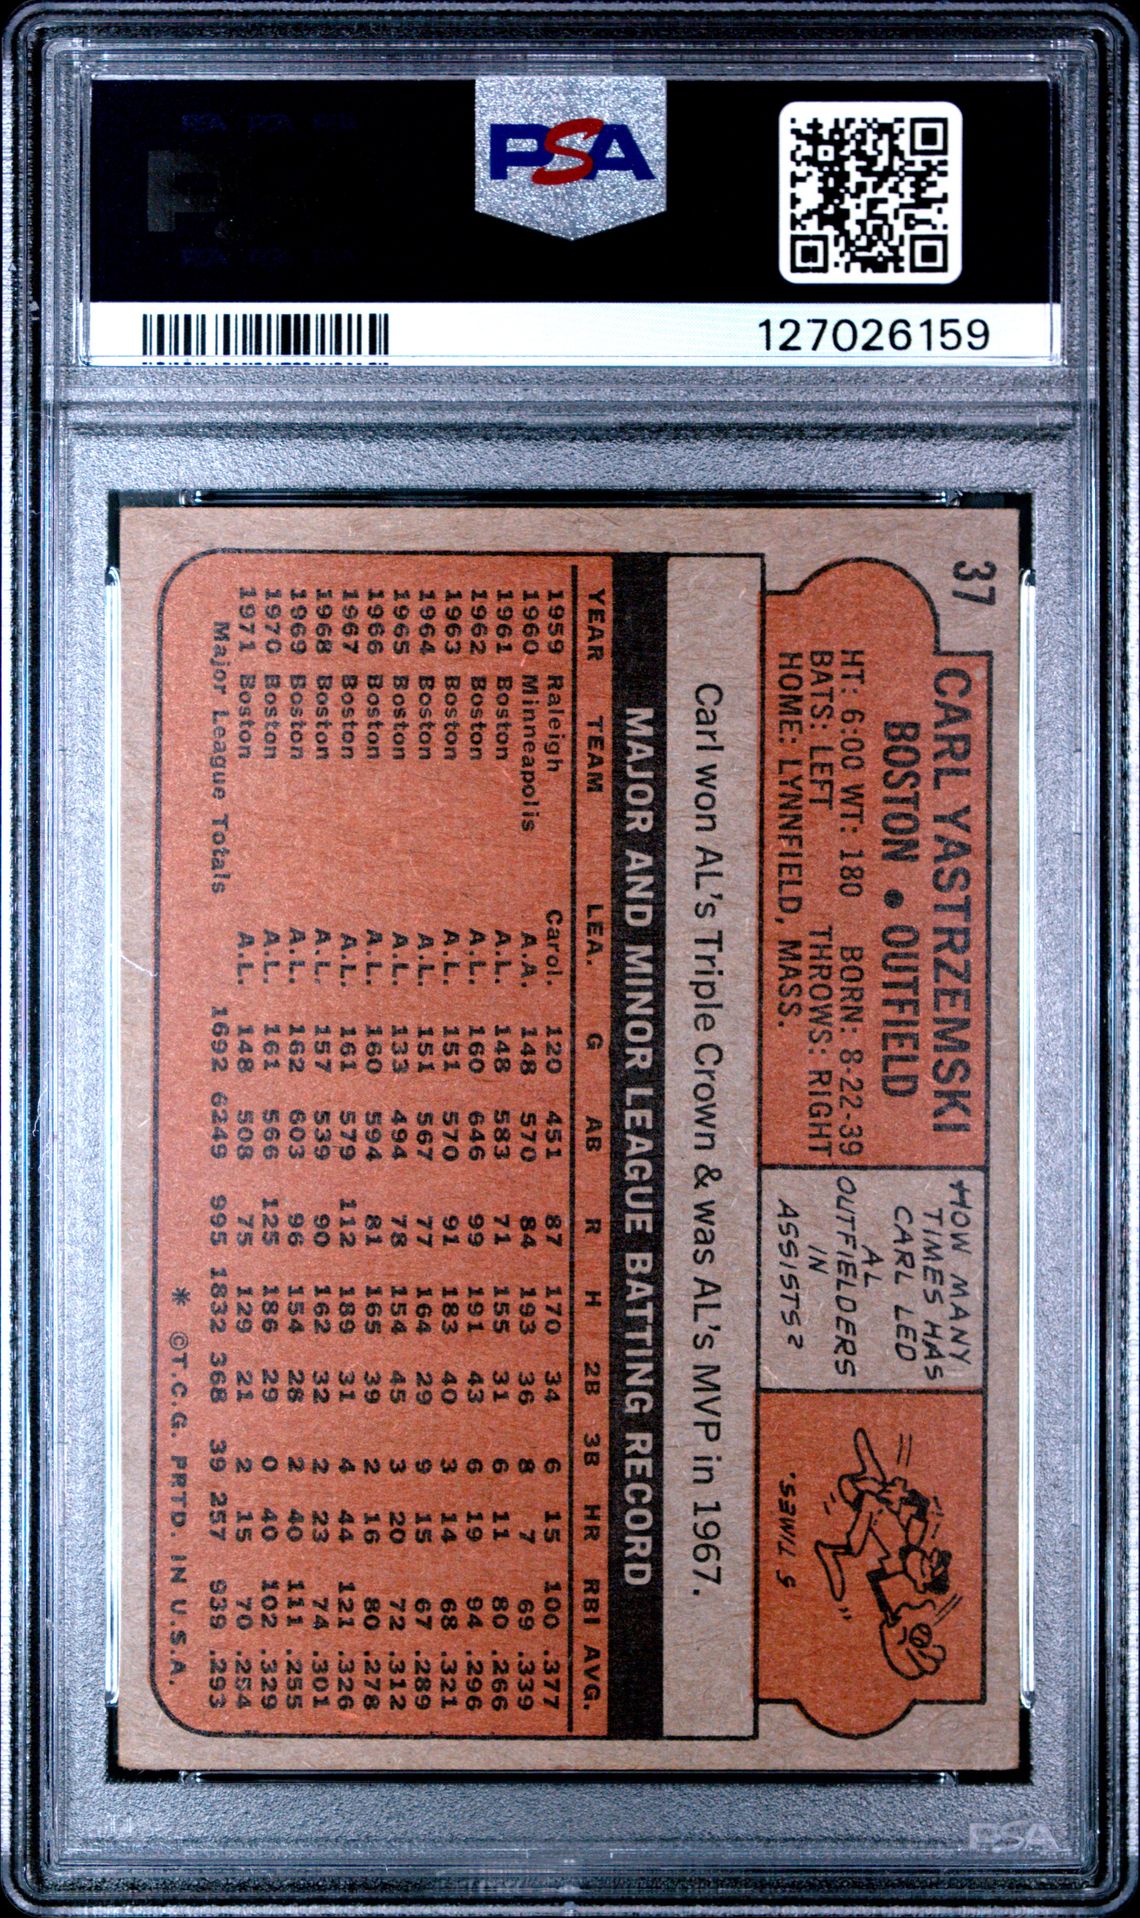 PSA
127026159
37
CARL YASTRZEMSKI
BOSTON • OUTFIELD
HT: 6:00 WT: 180 BORN: 8-22-39
BATS: LEFT THROWS: RIGHT
HOME: LYNNFIELD, MASS.
HOW MANY
TIMES HAS
CARL LED
AL
OUTFIELDERS
IN
ASSISTS?
5 TIMES.
Carl won AL's Triple Crown & was AL's MVP in 1967.
MAJOR AND MINOR LEAGUE BATTING RECORD
YEAR TEAM LEA. G AB R H 2B 3B HR RBI AVG.
1959 Raleigh Carol. 120 451 87 170 34 6 15 100 .377
1960 Minneapolis A.A. 148 570 84 193 36 8 7 69 .339
1961 Boston A.L. 148 583 71 155 31 6 11 80 .266
1962 Boston A.L. 160 646 99 191 43 6 19 94 .296
1963 Boston A.L. 151 570 91 183 40 3 14 68 .321
1964 Boston A.L. 151 567 77 164 29 9 15 67 .289
1965 Boston A.L. 133 494 78 154 45 3 20 72 .312
1966 Boston A.L. 160 594 81 165 39 2 16 80 .278
1967 Boston A.L. 161 579 112 189 31 4 44 121 .326
1968 Boston A.L. 157 539 90 162 32 2 23 74 .301
1969 Boston A.L. 162 603 96 154 28 2 40 111 .255
1970 Boston A.L. 161 566 125 186 29 0 40 102 .329
1971 Boston A.L. 148 508 75 129 21 2 15 70 .254
Major League Totals 1692 6249 995 1832 368 39 257 939 .293
* ©T.C.G. PRTD. IN U.S.A.
PSA